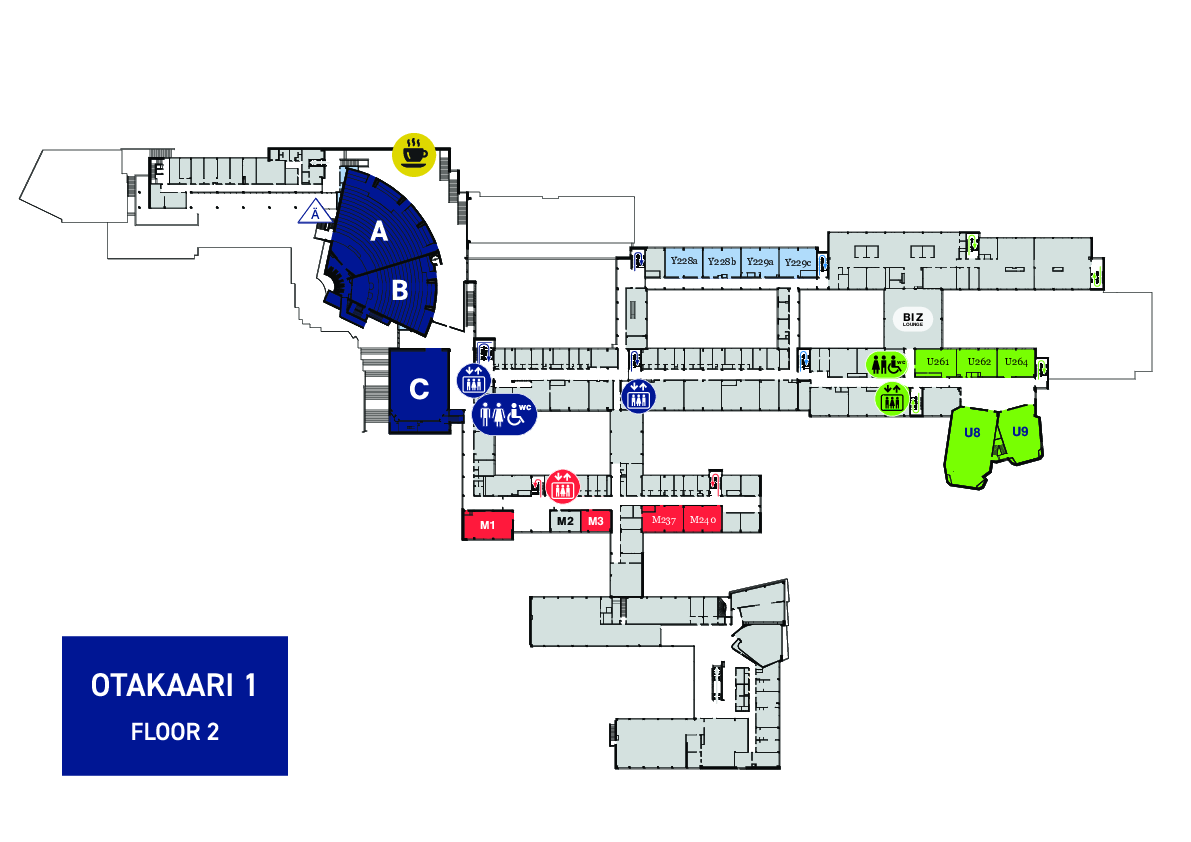 Ä
A
B
Y228a
Y228b
Y229a
Y229c
BIZ
LOUNGE
C
WC
WC
U261
U262
U264
U8
U9
M1
M2
M3
M237
M240
OTAKAARI 1
FLOOR 2